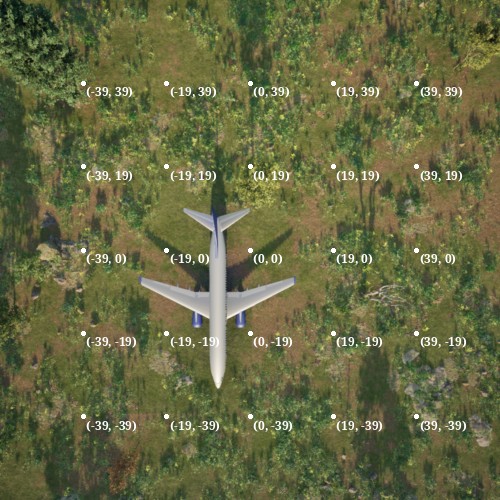 (-39, 39) (-19, 39) (0, 39) (19, 39) (39, 39)
(-39, 19) (-19, 19) (0, 19) (19, 19) (39, 19)
(-39, 0) (-19, 0) (0, 0) (19, 0) (39, 0)
(-39, -19) (-19, -19) (0, -19) (19, -19) (39, -19)
(-39, -39) (-19, -39) (0, -39) (19, -39) (39, -39)